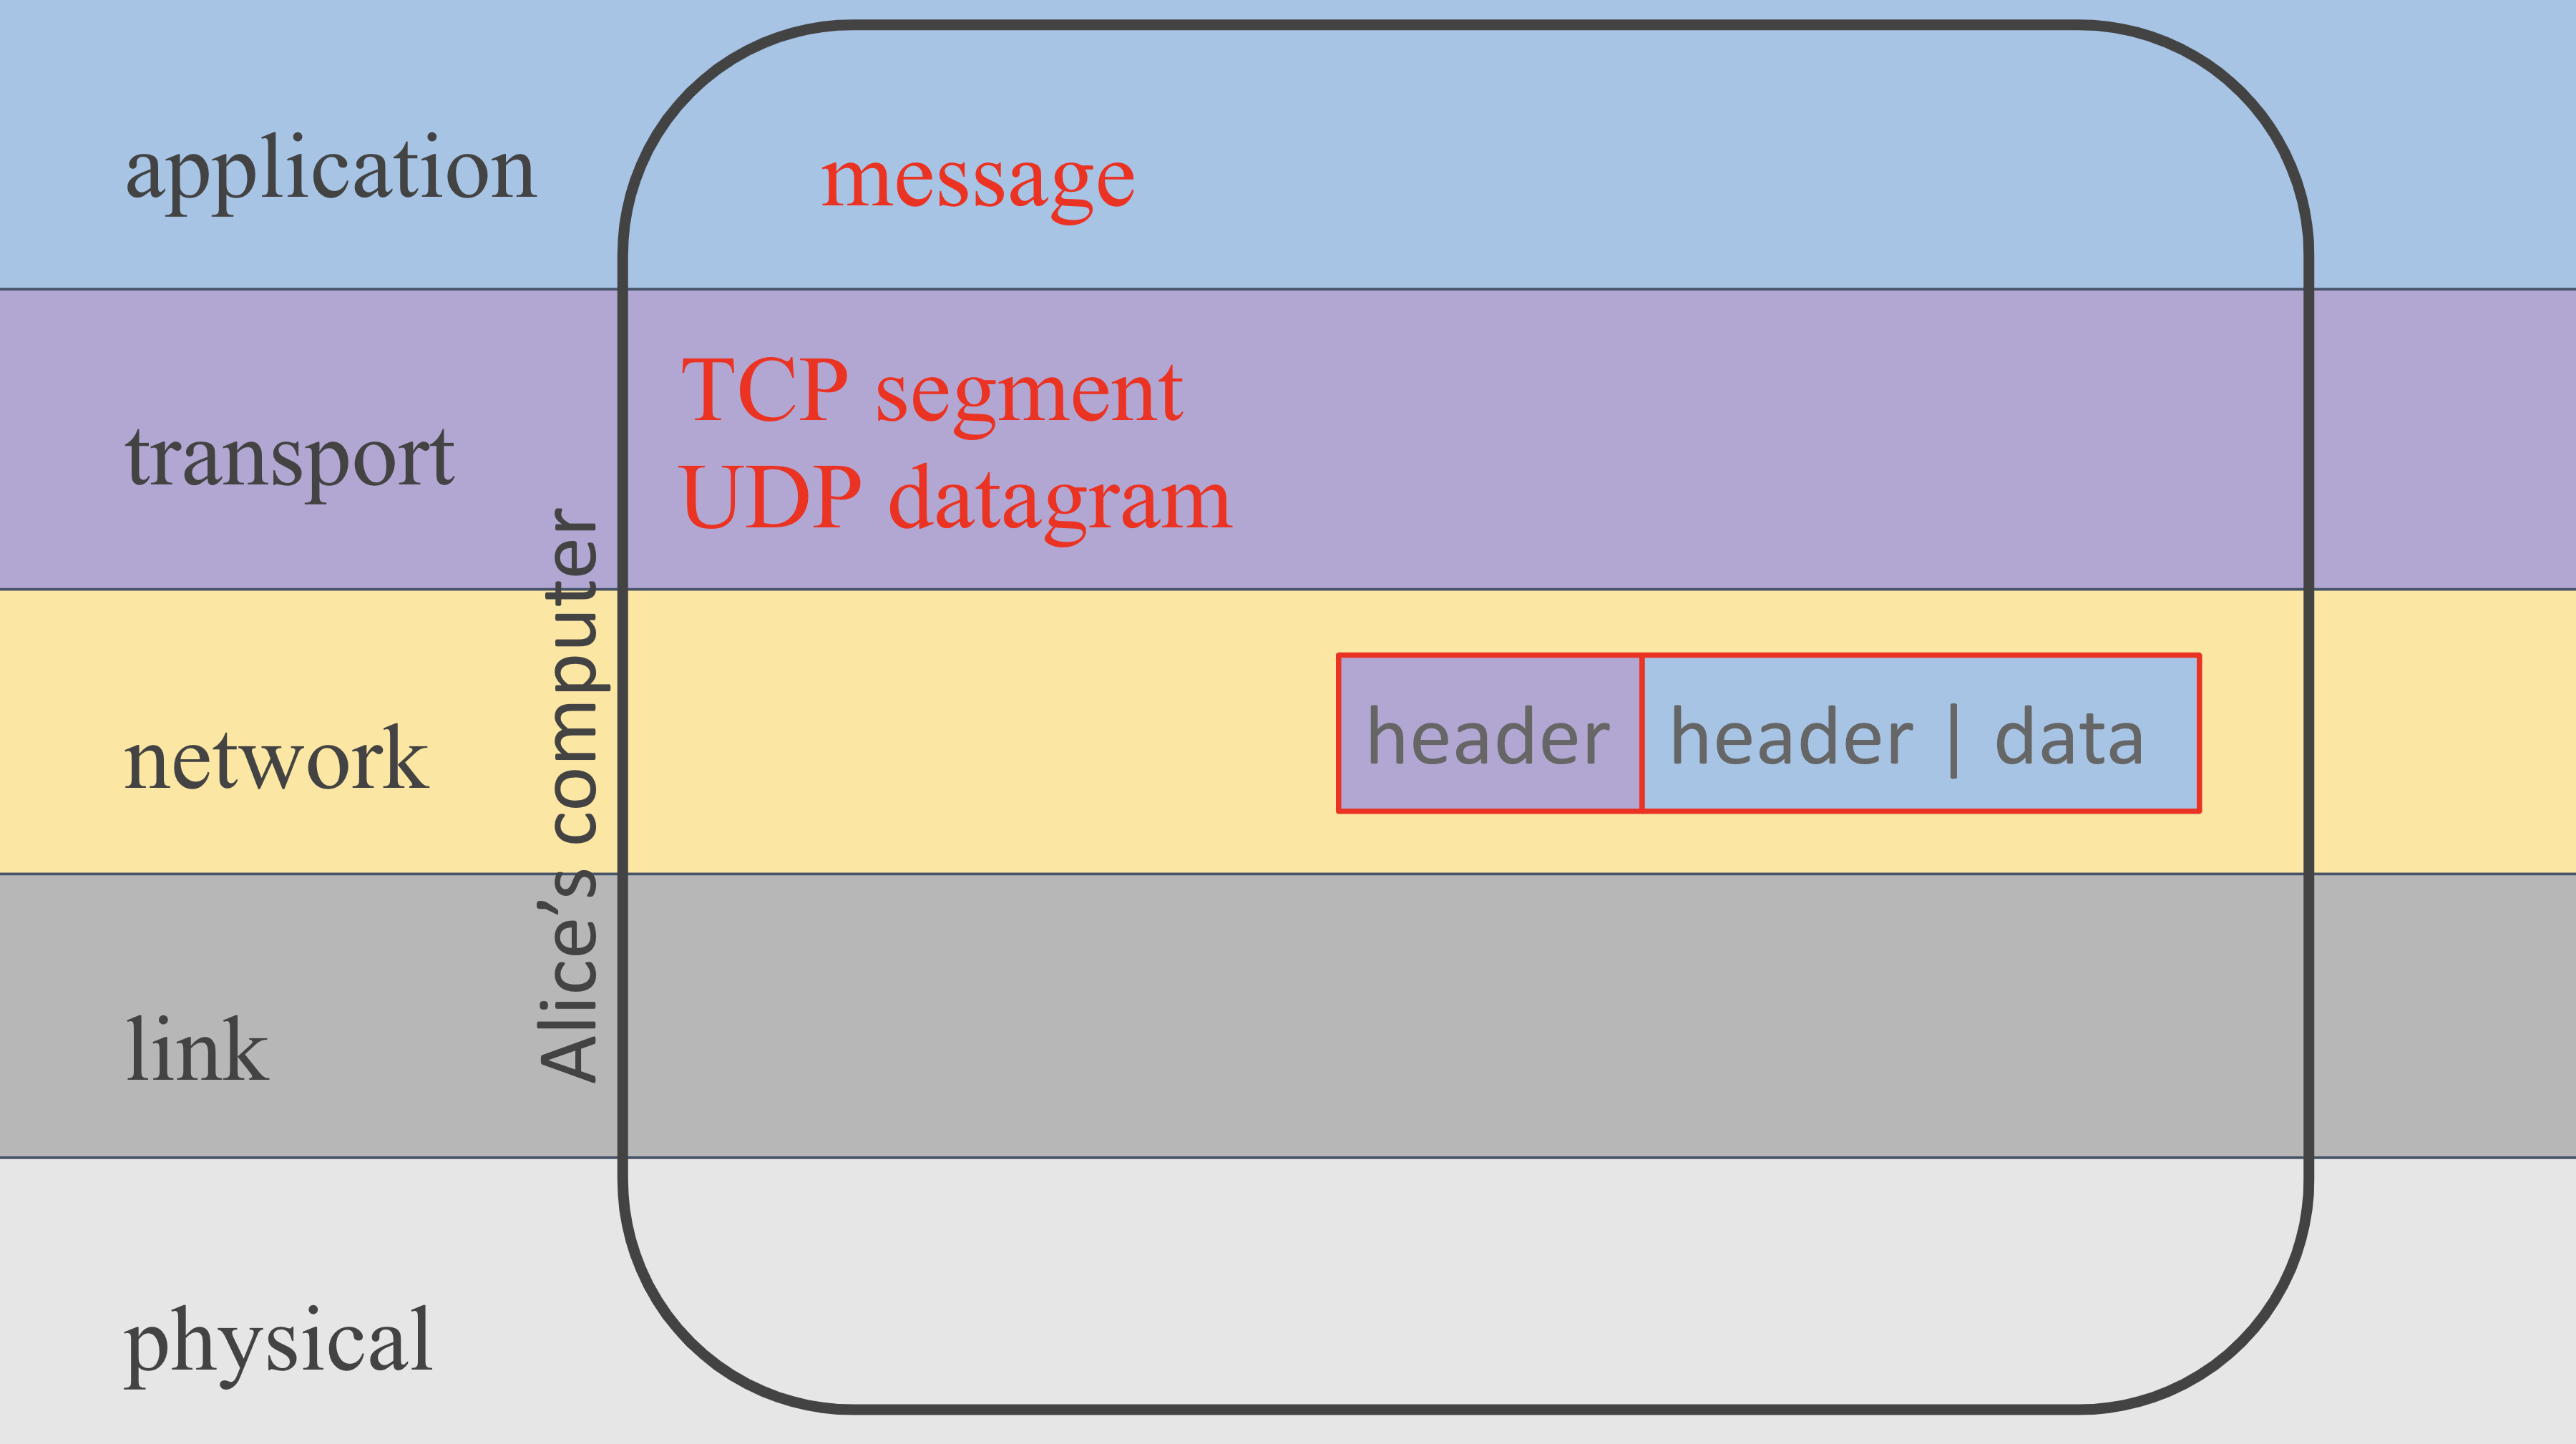 application
message
transport
TCP segment
UDP datagram
Alice’s computer
network
header
header | data
link
physical